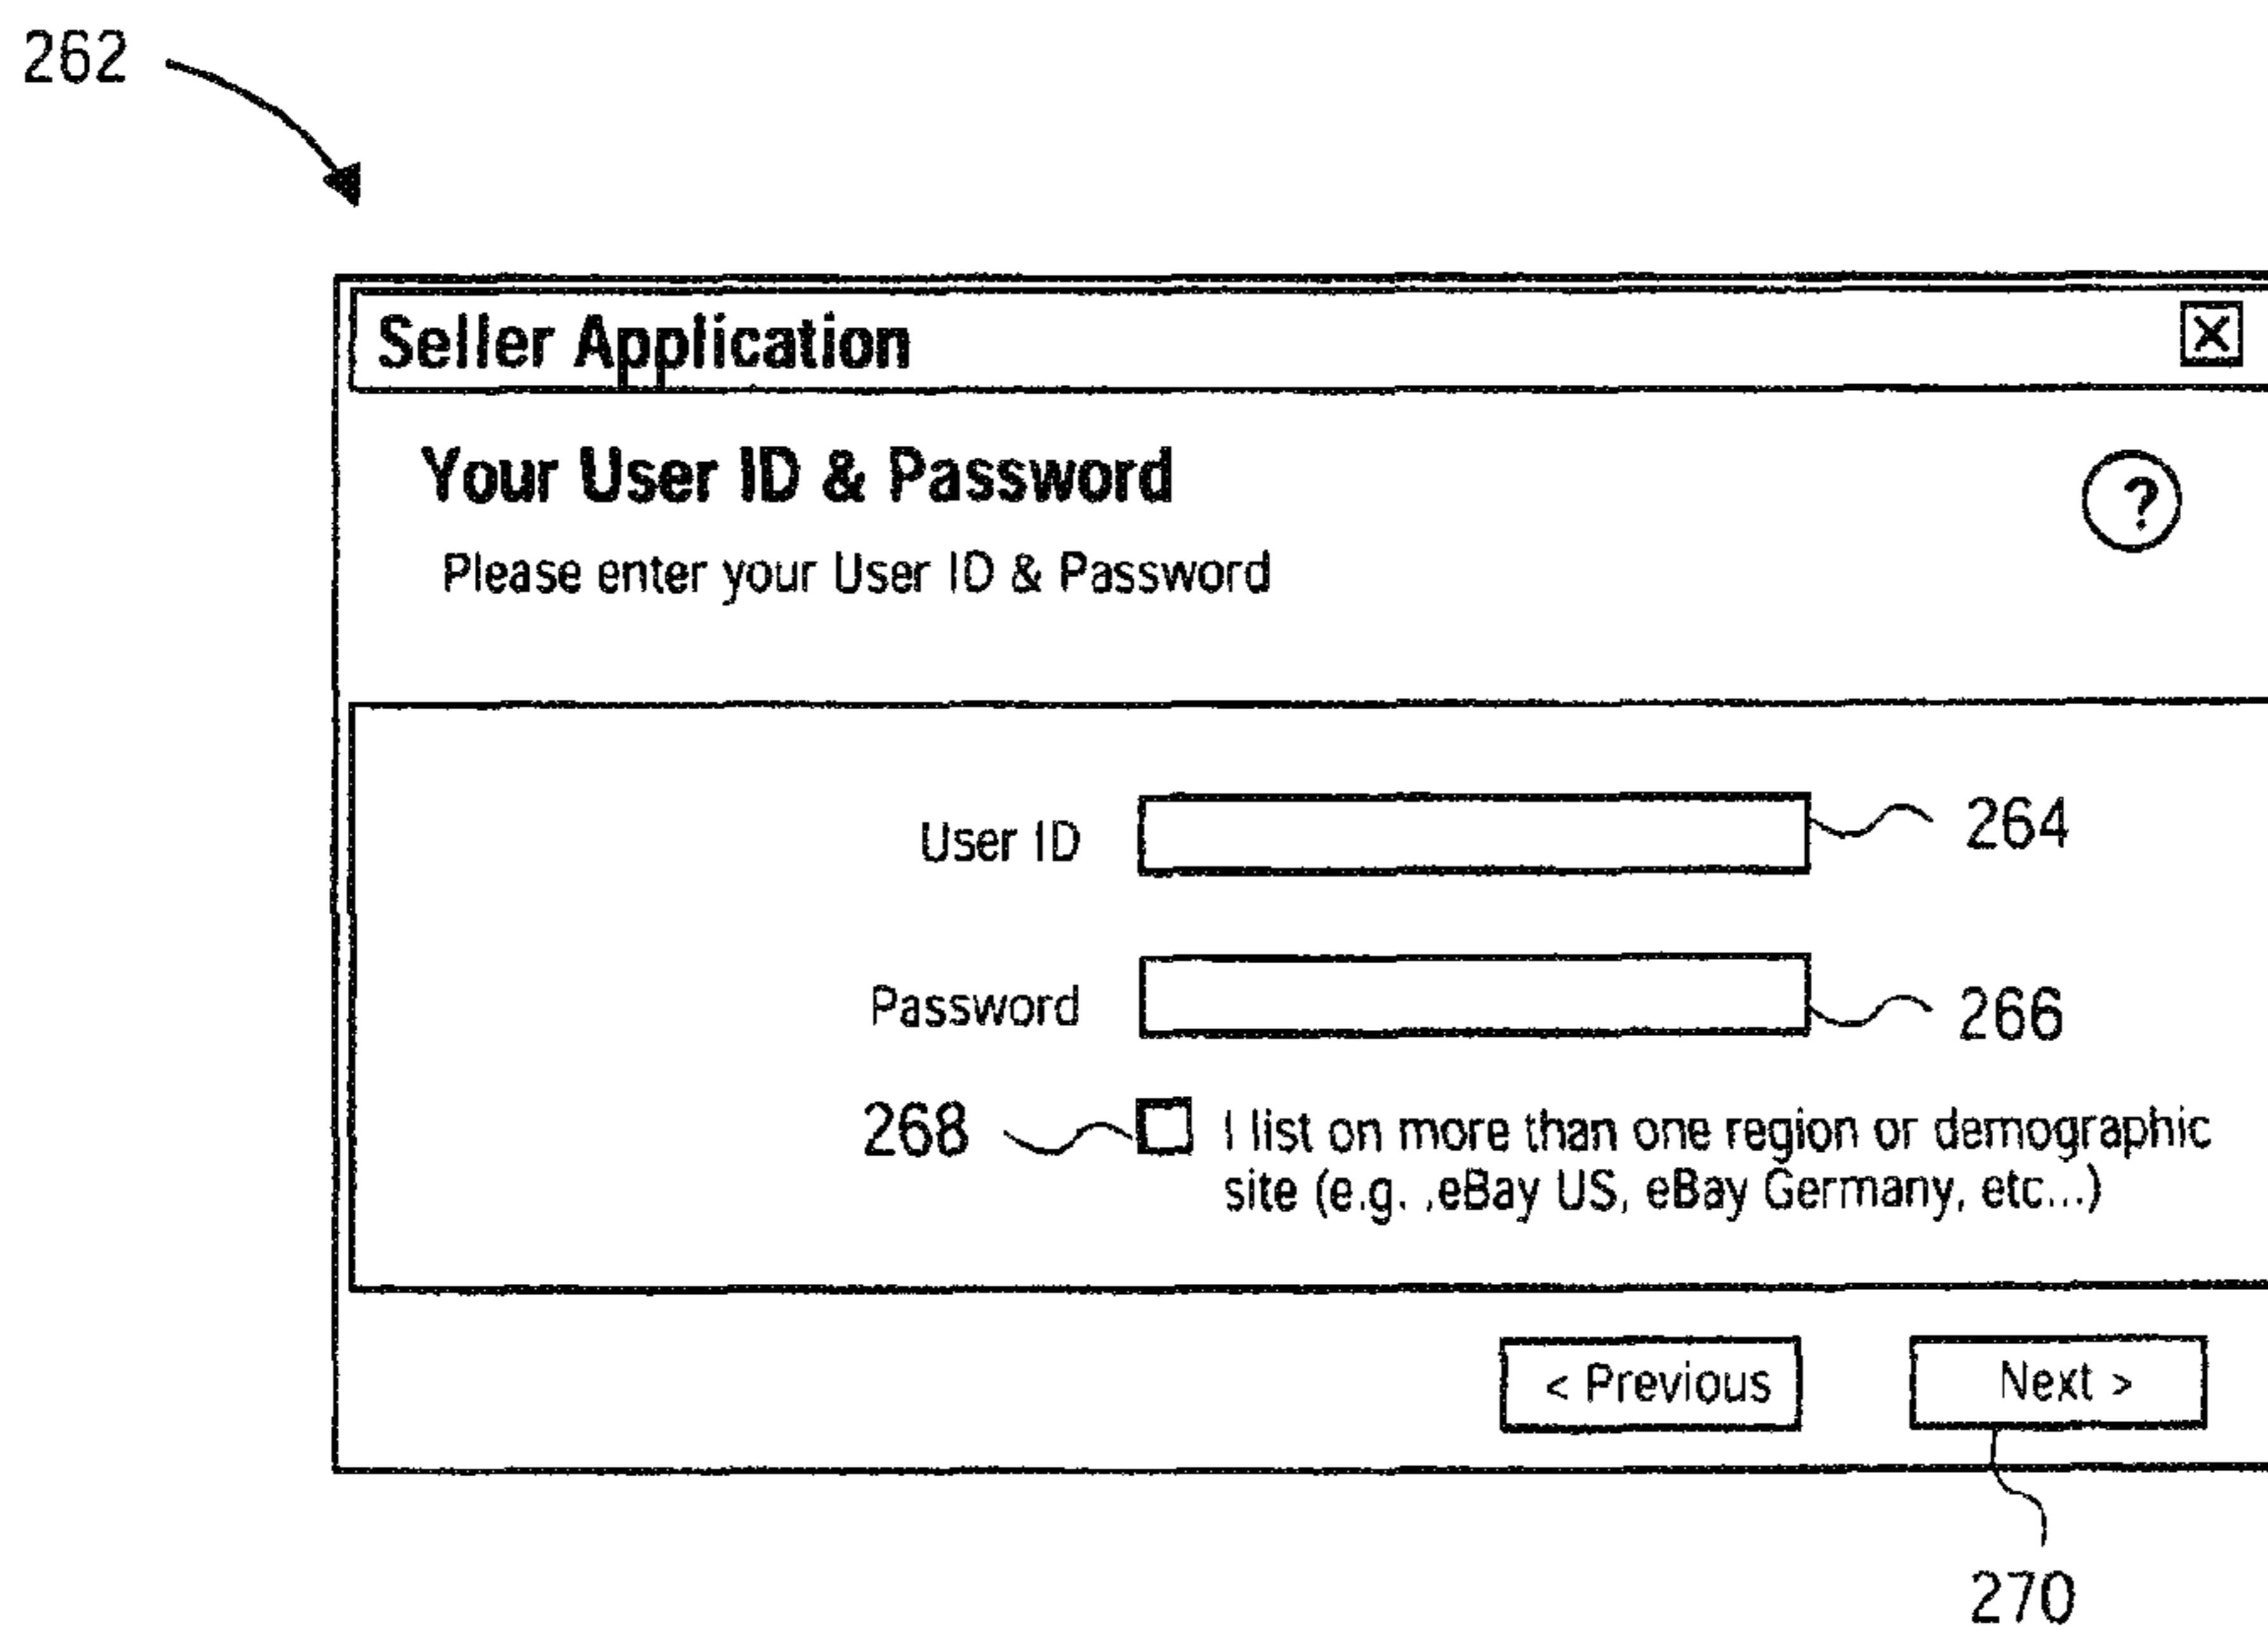 262
Seller Application X
Your User ID & Password
?
Please enter your User ID & Password
User ID 264
Password 266
268 I list on more than one region or demographic
site (e.g. ,eBay US, eBay Germany, etc...)
< Previous Next >
270